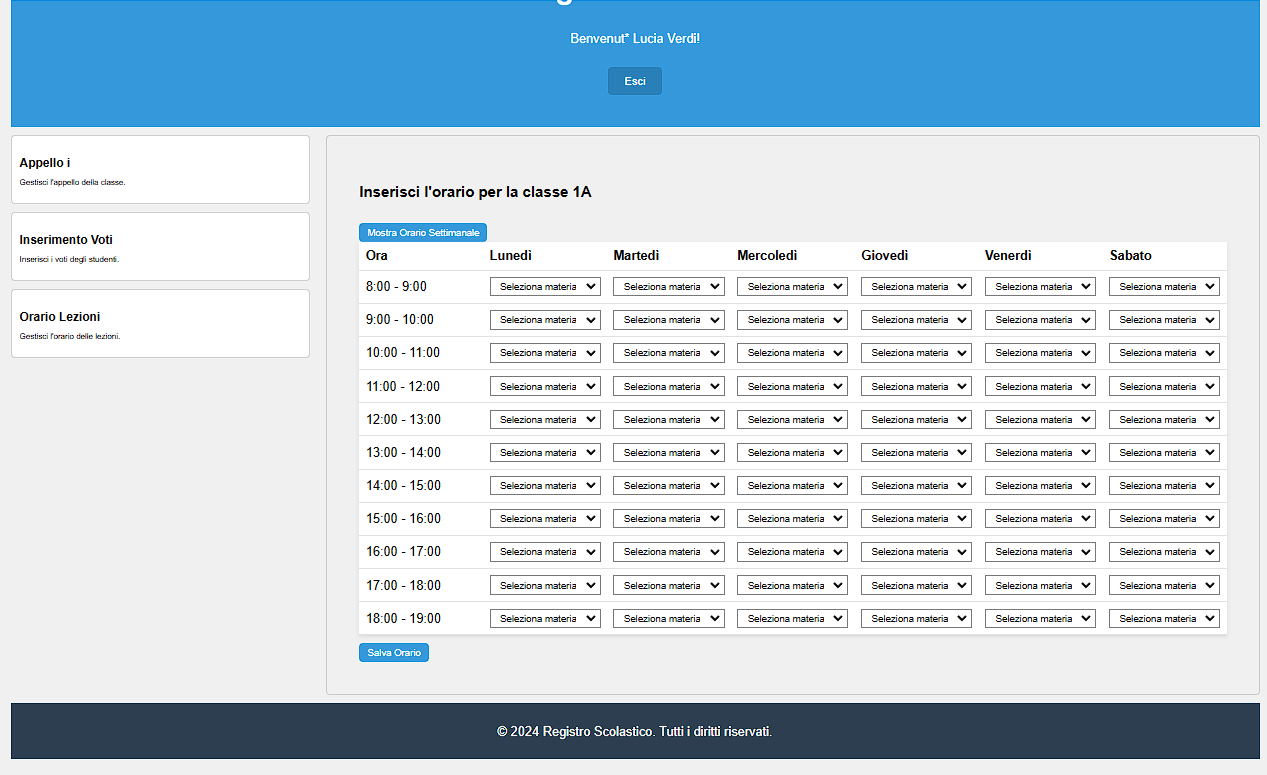 Benvenut* Lucia Verdi!
Esci
Appello i
Gestisci l'appello della classe.
Inserimento Voti
Inserisci i voti degli studenti.
Orario Lezioni
Gestisci l'orario delle lezioni.
Inserisci l'orario per la classe 1A
Mostra Orario Settimanale
Ora Lunedì Martedì Mercoledì Giovedì Venerdì Sabato
8:00 - 9:00 Seleziona materia Seleziona materia Seleziona materia Seleziona materia Seleziona materia Seleziona materia
9:00 - 10:00 Seleziona materia Seleziona materia Seleziona materia Seleziona materia Seleziona materia Seleziona materia
10:00 - 11:00 Seleziona materia Seleziona materia Seleziona materia Seleziona materia Seleziona materia Seleziona materia
11:00 - 12:00 Seleziona materia Seleziona materia Seleziona materia Seleziona materia Seleziona materia Seleziona materia
12:00 - 13:00 Seleziona materia Seleziona materia Seleziona materia Seleziona materia Seleziona materia Seleziona materia
13:00 - 14:00 Seleziona materia Seleziona materia Seleziona materia Seleziona materia Seleziona materia Seleziona materia
14:00 - 15:00 Seleziona materia Seleziona materia Seleziona materia Seleziona materia Seleziona materia Seleziona materia
15:00 - 16:00 Seleziona materia Seleziona materia Seleziona materia Seleziona materia Seleziona materia Seleziona materia
16:00 - 17:00 Seleziona materia Seleziona materia Seleziona materia Seleziona materia Seleziona materia Seleziona materia
17:00 - 18:00 Seleziona materia Seleziona materia Seleziona materia Seleziona materia Seleziona materia Seleziona materia
18:00 - 19:00 Seleziona materia Seleziona materia Seleziona materia Seleziona materia Seleziona materia Seleziona materia
Salva Orario
© 2024 Registro Scolastico. Tutti i diritti riservati.